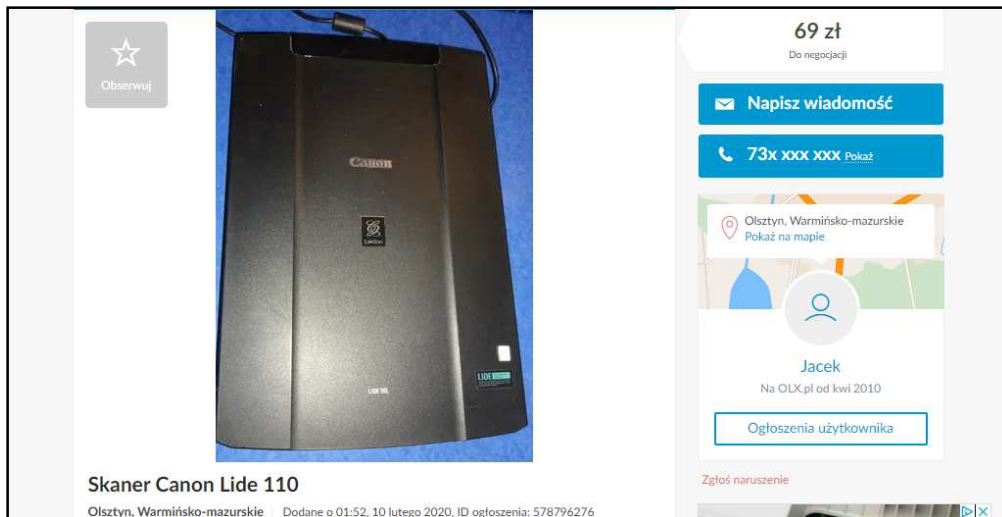 Obserwuj
Canon
LIDE
Skaner Canon Lide 110
Olsztyn, Warmińsko-mazurskie Dodane o 01:52, 10 lutego 2020, ID ogłoszenia: 578796276
69 zł
Do negocjacji
Napisz wiadomość
73x xxx xxx Pokaż
Olsztyn, Warmińsko-mazurskie
Pokaż na mapie
Jacek
Na OLX.pl od kwi 2010
Ogłoszenia użytkownika
Zgłoś naruszenie